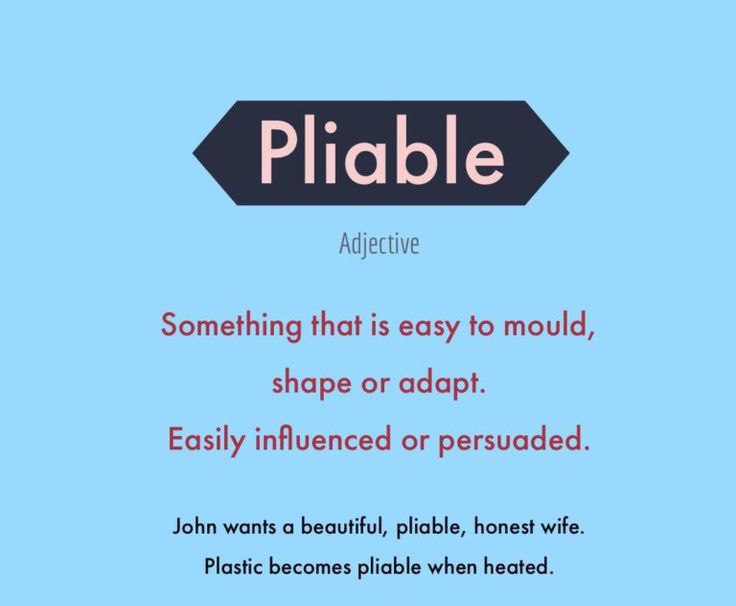 Pliable
Adjective
Something that is easy to mould,
shape or adapt.
Easily influenced or persuaded.
John wants a beautiful, pliable, honest wife.
Plastic becomes pliable when heated.